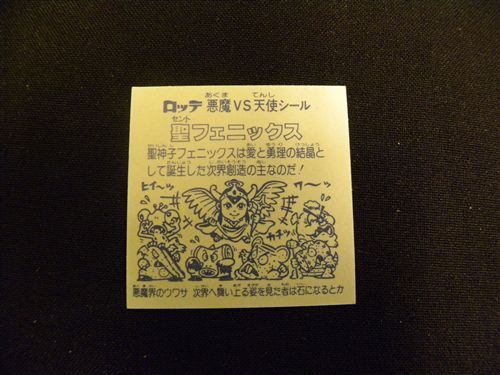 ロッテ 悪魔VS天使シール
あくま てんし
聖フェニックス
セント
聖神子フェニックスは愛と勇理の結晶と
して誕生した次界創造の主なのだ!
ヒイ〜ッ
ワ〜ッ
カチッ
悪魔界のウワサ 次界へ舞い上る姿を見た者は石になるとか